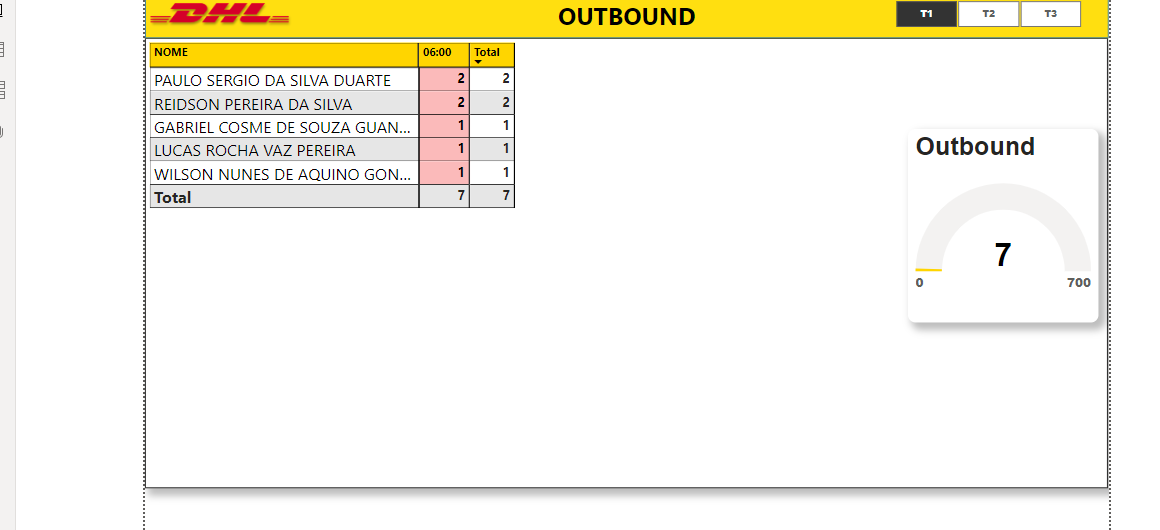 DHL
OUTBOUND
T1 T2 T3
NOME 06:00 Total
PAULO SERGIO DA SILVA DUARTE 2 2
REIDSON PEREIRA DA SILVA 2 2
GABRIEL COSME DE SOUZA GUAN... 1 1
LUCAS ROCHA VAZ PEREIRA 1 1
WILSON NUNES DE AQUINO GON... 1 1
Total 7 7
Outbound
7
0 700